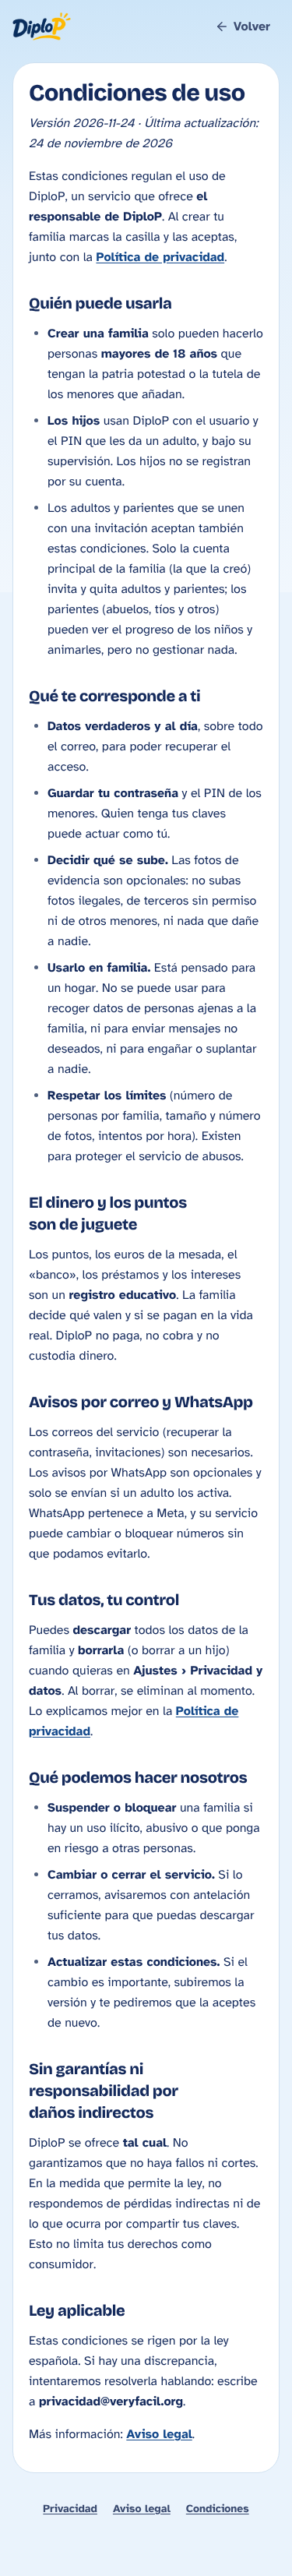 DiploP
← Volver
Condiciones de uso
Versión 2026-11-24 · Última actualización:
24 de noviembre de 2026
Estas condiciones regulan el uso de
DiploP, un servicio que ofrece el
responsable de DiploP. Al crear tu
familia marcas la casilla y las aceptas,
junto con la Política de privacidad.
Quién puede usarla
• Crear una familia solo pueden hacerlo
personas mayores de 18 años que
tengan la patria potestad o la tutela de
los menores que añadan.
• Los hijos usan DiploP con el usuario y
el PIN que les da un adulto, y bajo su
supervisión. Los hijos no se registran
por su cuenta.
• Los adultos y parientes que se unen
con una invitación aceptan también
estas condiciones. Solo la cuenta
principal de la familia (la que la creó)
invita y quita adultos y parientes; los
parientes (abuelos, tíos y otros)
pueden ver el progreso de los niños y
animarles, pero no gestionar nada.
Qué te corresponde a ti
• Datos verdaderos y al día, sobre todo
el correo, para poder recuperar el
acceso.
• Guardar tu contraseña y el PIN de los
menores. Quien tenga tus claves
puede actuar como tú.
• Decidir qué se sube. Las fotos de
evidencia son opcionales: no subas
fotos ilegales, de terceros sin permiso
ni de otros menores, ni nada que dañe
a nadie.
• Usarlo en familia. Está pensado para
un hogar. No se puede usar para
recoger datos de personas ajenas a la
familia, ni para enviar mensajes no
deseados, ni para engañar o suplantar
a nadie.
• Respetar los límites (número de
personas por familia, tamaño y número
de fotos, intentos por hora). Existen
para proteger el servicio de abusos.
El dinero y los puntos
son de juguete
Los puntos, los euros de la mesada, el
«banco», los préstamos y los intereses
son un registro educativo. La familia
decide qué valen y si se pagan en la vida
real. DiploP no paga, no cobra y no
custodia dinero.
Avisos por correo y WhatsApp
Los correos del servicio (recuperar la
contraseña, invitaciones) son necesarios.
Los avisos por WhatsApp son opcionales y
solo se envían si un adulto los activa.
WhatsApp pertenece a Meta, y su servicio
puede cambiar o bloquear números sin
que podamos evitarlo.
Tus datos, tu control
Puedes descargar todos los datos de la
familia y borrarla (o borrar a un hijo)
cuando quieras en Ajustes › Privacidad y
datos. Al borrar, se eliminan al momento.
Lo explicamos mejor en la Política de
privacidad.
Qué podemos hacer nosotros
• Suspender o bloquear una familia si
hay un uso ilícito, abusivo o que ponga
en riesgo a otras personas.
• Cambiar o cerrar el servicio. Si lo
cerramos, avisaremos con antelación
suficiente para que puedas descargar
tus datos.
• Actualizar estas condiciones. Si el
cambio es importante, subiremos la
versión y te pediremos que la aceptes
de nuevo.
Sin garantías ni
responsabilidad por
daños indirectos
DiploP se ofrece tal cual. No
garantizamos que no haya fallos ni cortes.
En la medida que permite la ley, no
respondemos de pérdidas indirectas ni de
lo que ocurra por compartir tus claves.
Esto no limita tus derechos como
consumidor.
Ley aplicable
Estas condiciones se rigen por la ley
española. Si hay una discrepancia,
intentaremos resolverla hablando: escribe
a privacidad@veryfacil.org.
Más información: Aviso legal.
Privacidad Aviso legal Condiciones